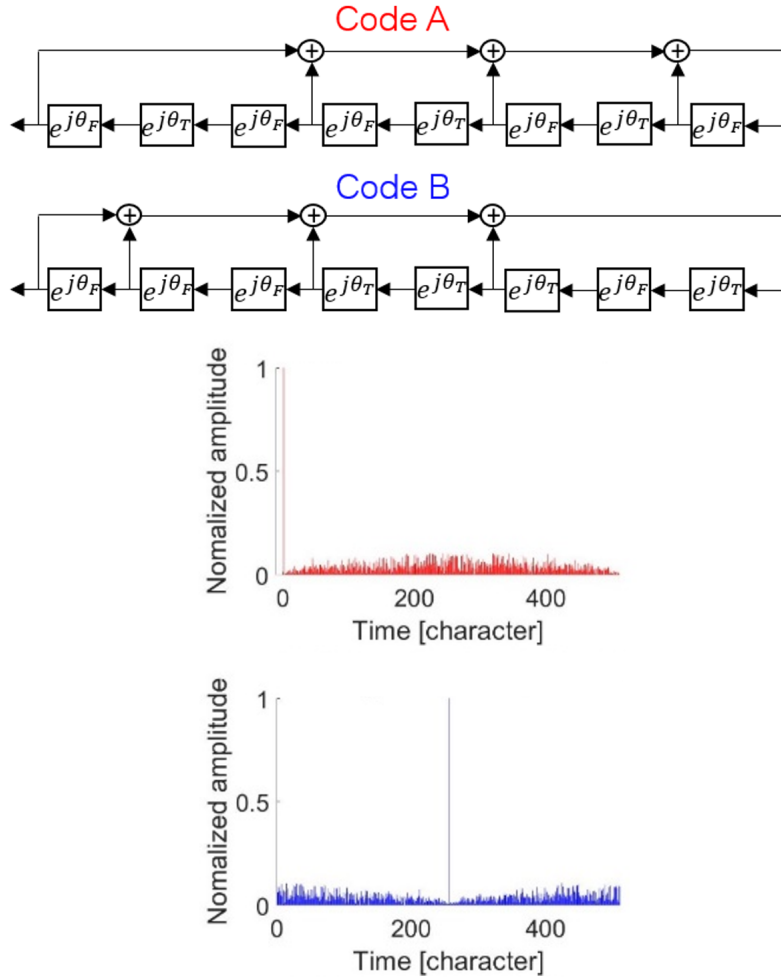 Code A
+ + +
e^{jθ_F} e^{jθ_T} e^{jθ_F} e^{jθ_F} e^{jθ_T} e^{jθ_F} e^{jθ_T} e^{jθ_F}
Code B
+ + +
e^{jθ_F} e^{jθ_F} e^{jθ_F} e^{jθ_T} e^{jθ_T} e^{jθ_T} e^{jθ_F} e^{jθ_T}
Nomalized amplitude
1
0.5
0
0 200 400
Time [character]
Nomalized amplitude
1
0.5
0
0 200 400
Time [character]